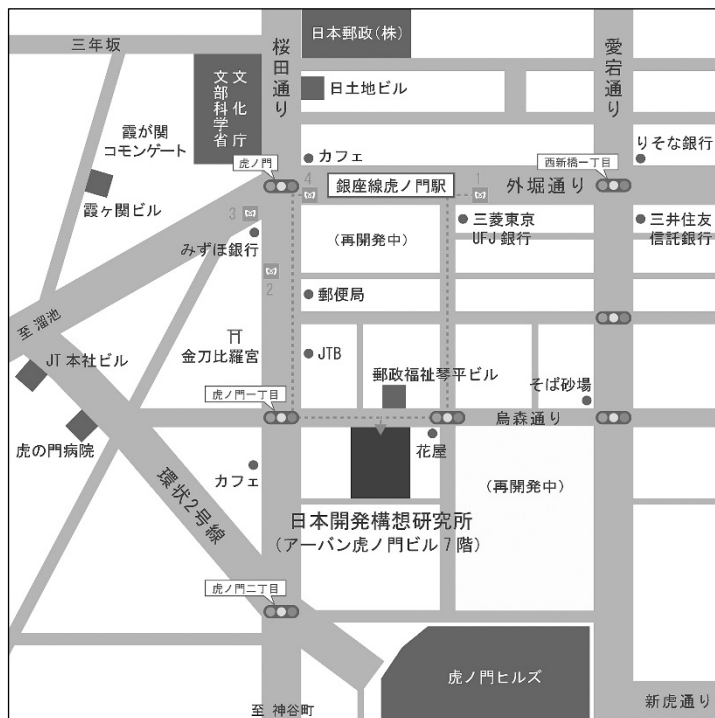 日本郵政(株)
三年坂
桜田通り
愛宕通り
文化庁
文部科学省
日土地ビル
霞が関
コモンゲート
虎ノ門
カフェ
西新橋一丁目
りそな銀行
4
銀座線虎ノ門駅
1
外堀通り
霞ヶ関ビル
3
みずほ銀行
(再開発中)
三菱東京
UFJ銀行
三井住友
信託銀行
2
郵便局
至 溜池
金刀比羅宮
JTB
JT本社ビル
郵政福祉琴平ビル
そば砂場
虎ノ門一丁目
烏森通り
虎の門病院
花屋
カフェ
環状2号線
(再開発中)
日本開発構想研究所
(アーバン虎ノ門ビル7階)
虎ノ門二丁目
虎ノ門ヒルズ
新虎通り
至 神谷町